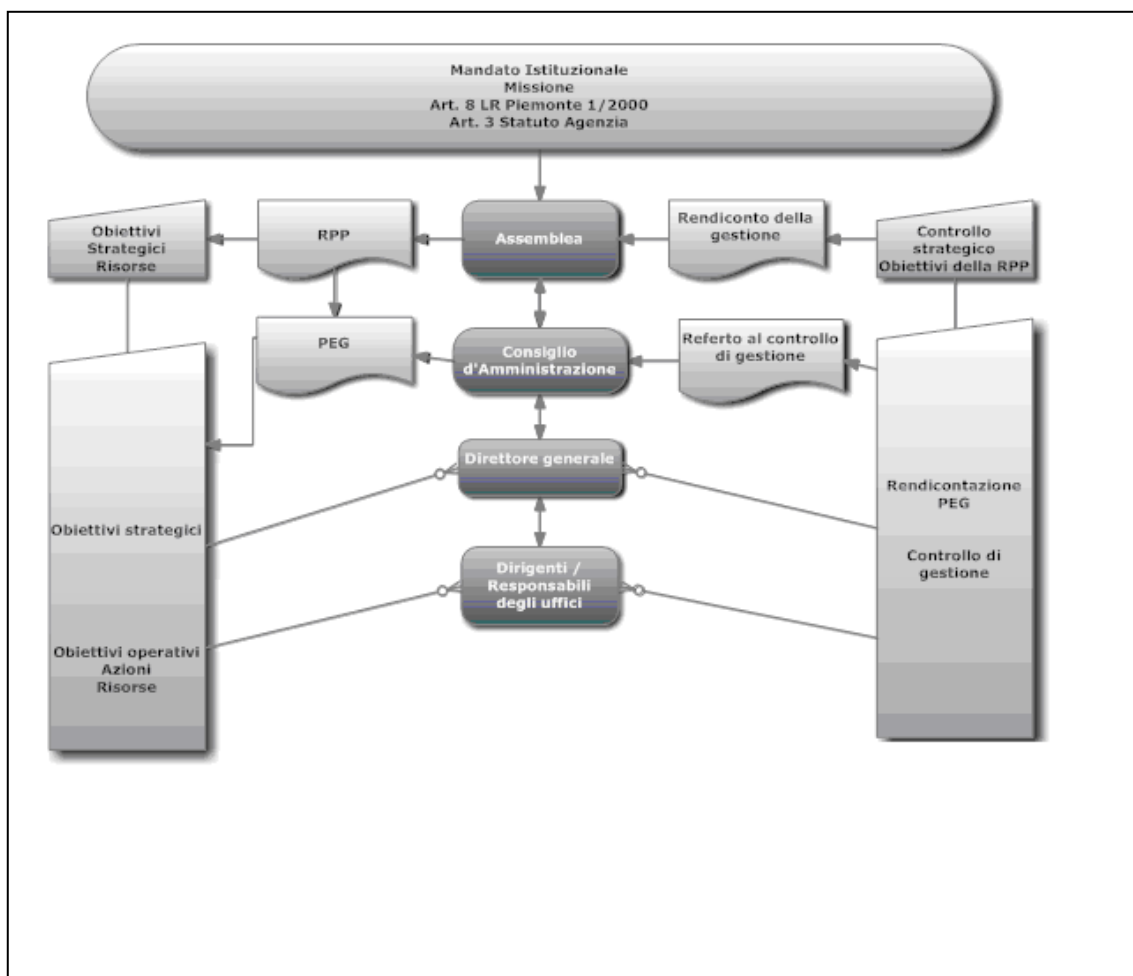 Mandato Istituzionale
Missione
Art. 8 LR Piemonte 1/2000
Art. 3 Statuto Agenzia
Obiettivi
Strategici
Risorse
RPP
Assemblea
Rendiconto della
gestione
Controllo
strategico
Obiettivi della RPP
PEG
Consiglio
d'Amministrazione
Referto al controllo
di gestione
Direttore generale
Obiettivi strategici
Rendicontazione
PEG
Controllo di
gestione
Dirigenti /
Responsabili
degli uffici
Obiettivi operativi
Azioni
Risorse